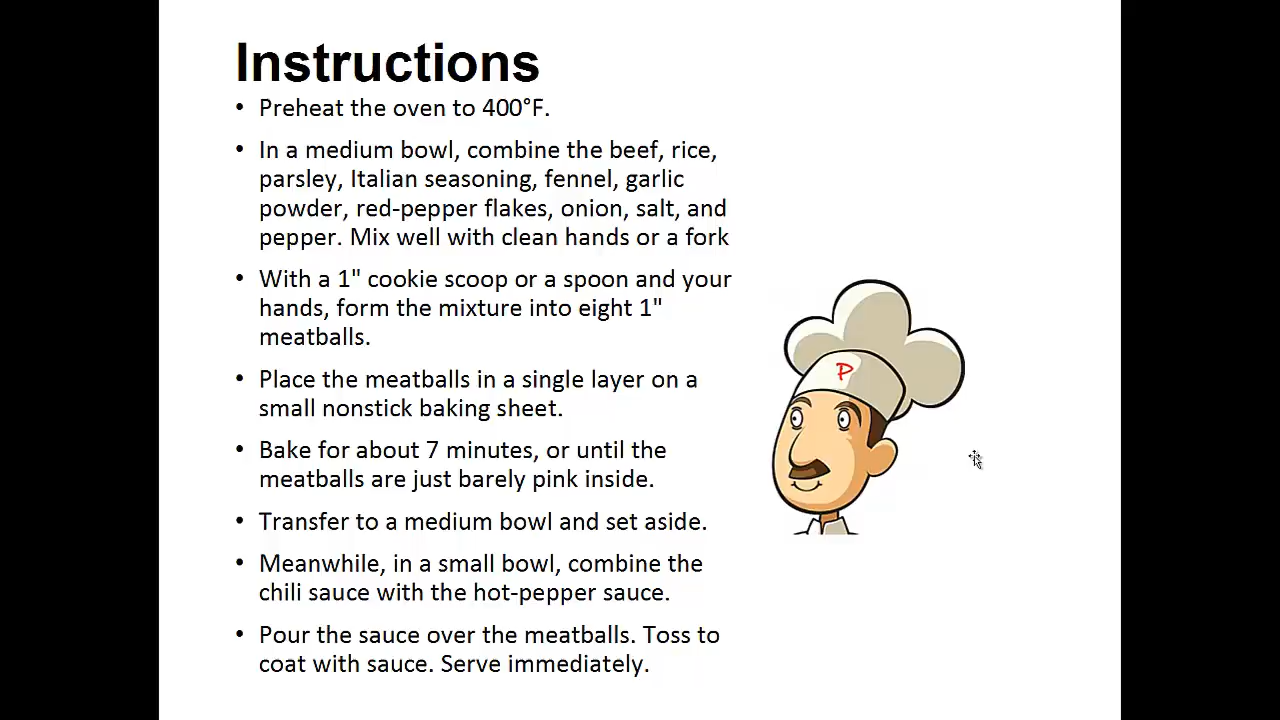 Instructions
• Preheat the oven to 400°F.
• In a medium bowl, combine the beef, rice,
parsley, Italian seasoning, fennel, garlic
powder, red-pepper flakes, onion, salt, and
pepper. Mix well with clean hands or a fork
• With a 1" cookie scoop or a spoon and your
hands, form the mixture into eight 1"
meatballs.
• Place the meatballs in a single layer on a
small nonstick baking sheet.
• Bake for about 7 minutes, or until the
meatballs are just barely pink inside.
• Transfer to a medium bowl and set aside.
• Meanwhile, in a small bowl, combine the
chili sauce with the hot-pepper sauce.
• Pour the sauce over the meatballs. Toss to
coat with sauce. Serve immediately.
P